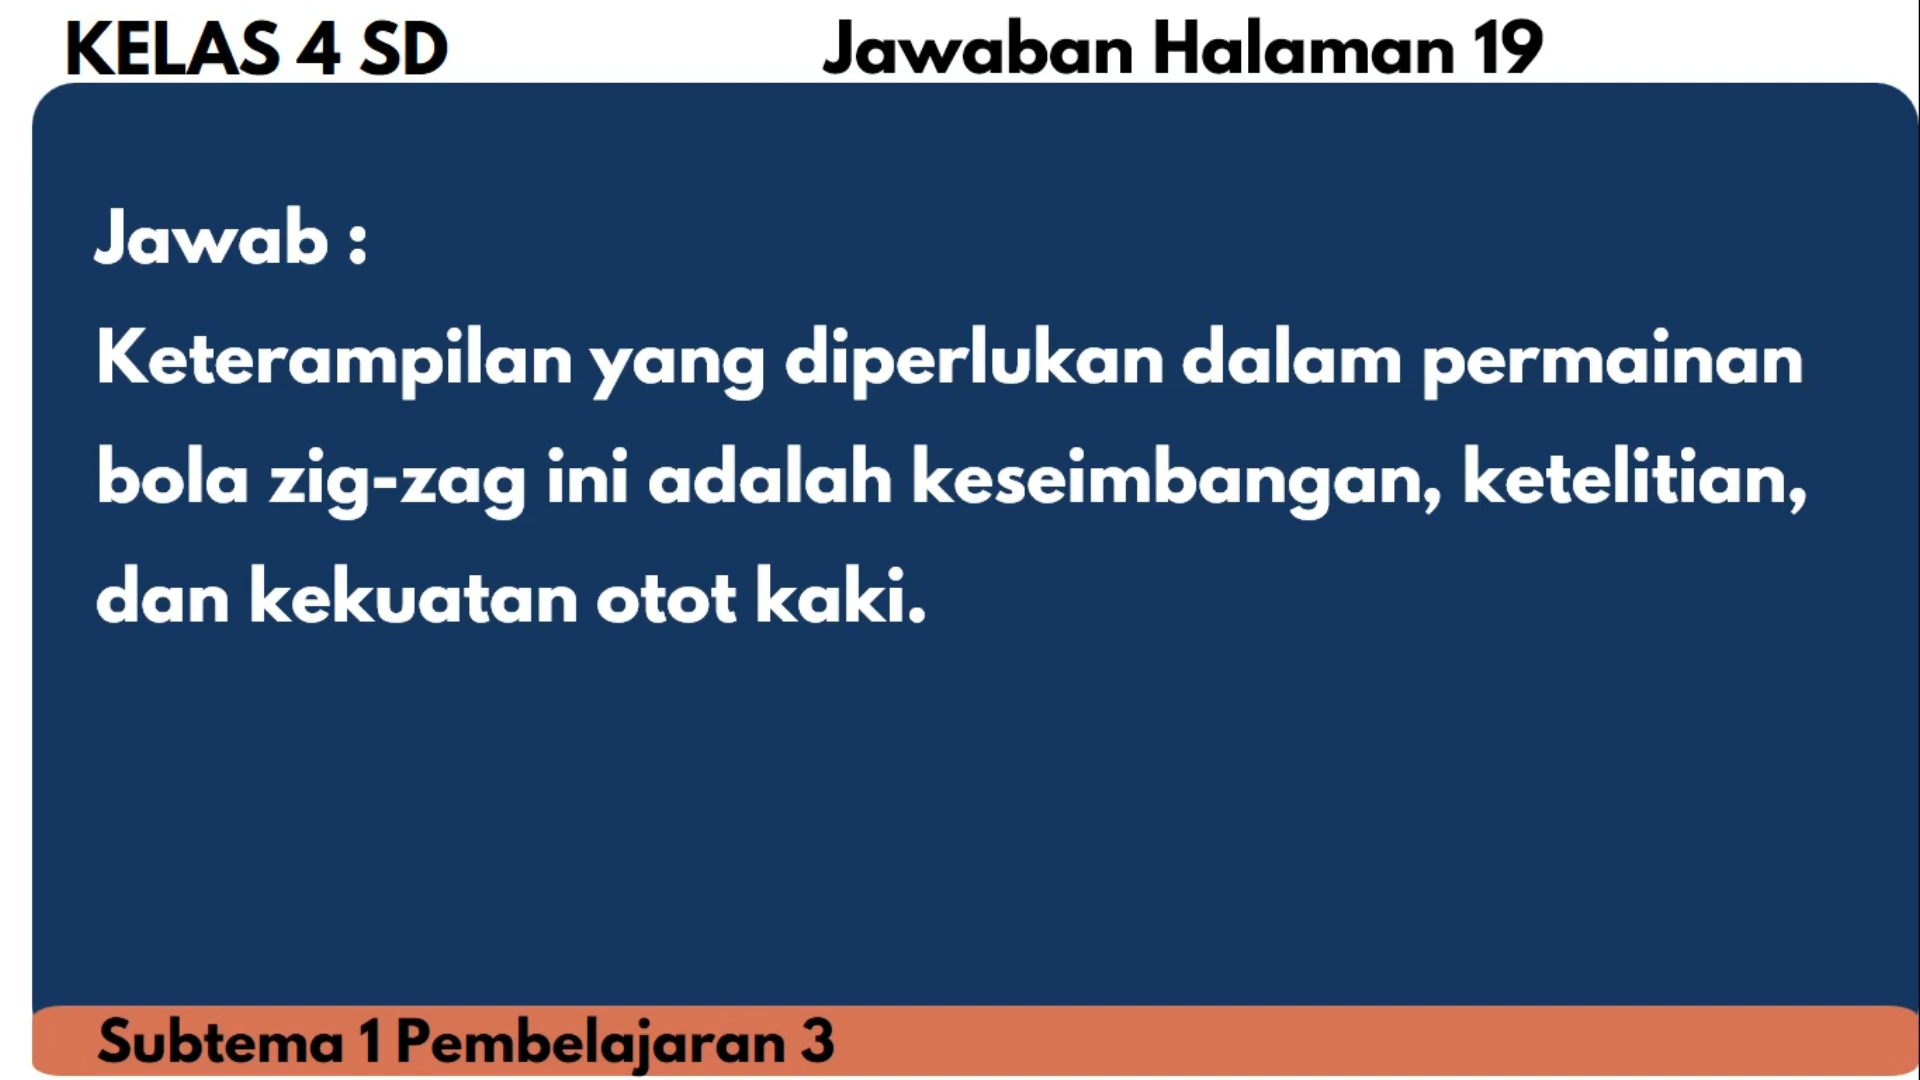 KELAS 4 SD
Jawaban Halaman 19
Jawab :
Keterampilan yang diperlukan dalam permainan
bola zig-zag ini adalah keseimbangan, ketelitian,
dan kekuatan otot kaki.
Subtema 1 Pembelajaran 3